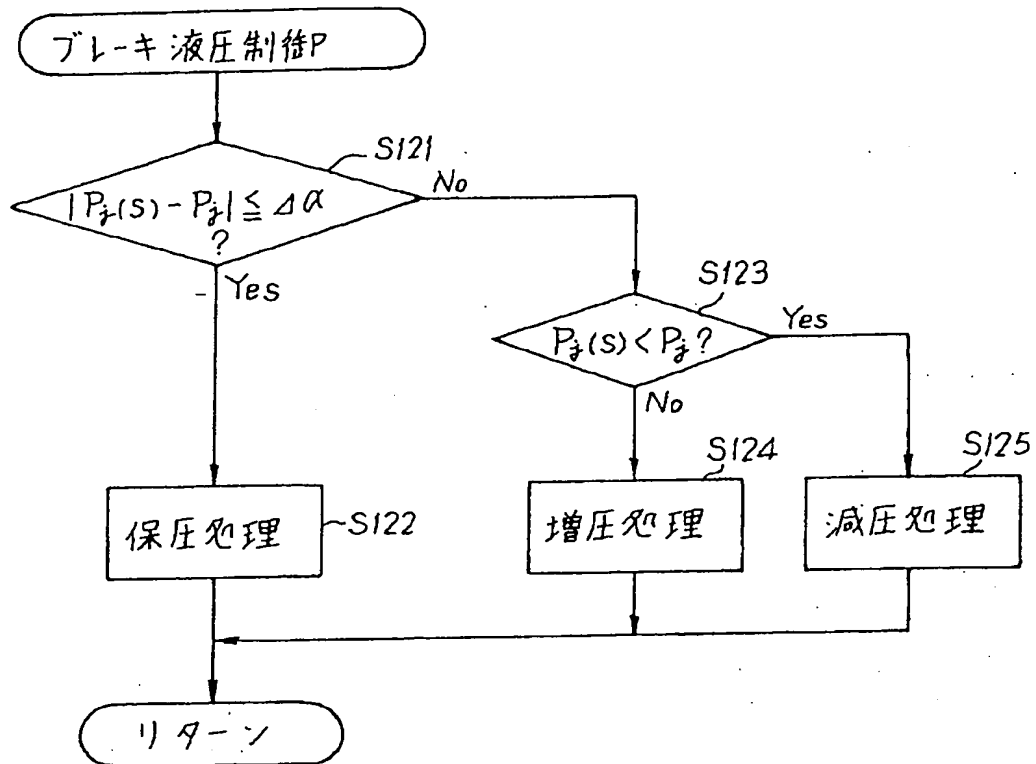 ブレーキ液圧制御P
S121
|Pj(S)-Pj|≦Δα
?
No
Yes
S123
Pj(S)<Pj?
Yes
No
S122
保圧処理
S124
増圧処理
S125
減圧処理
リターン